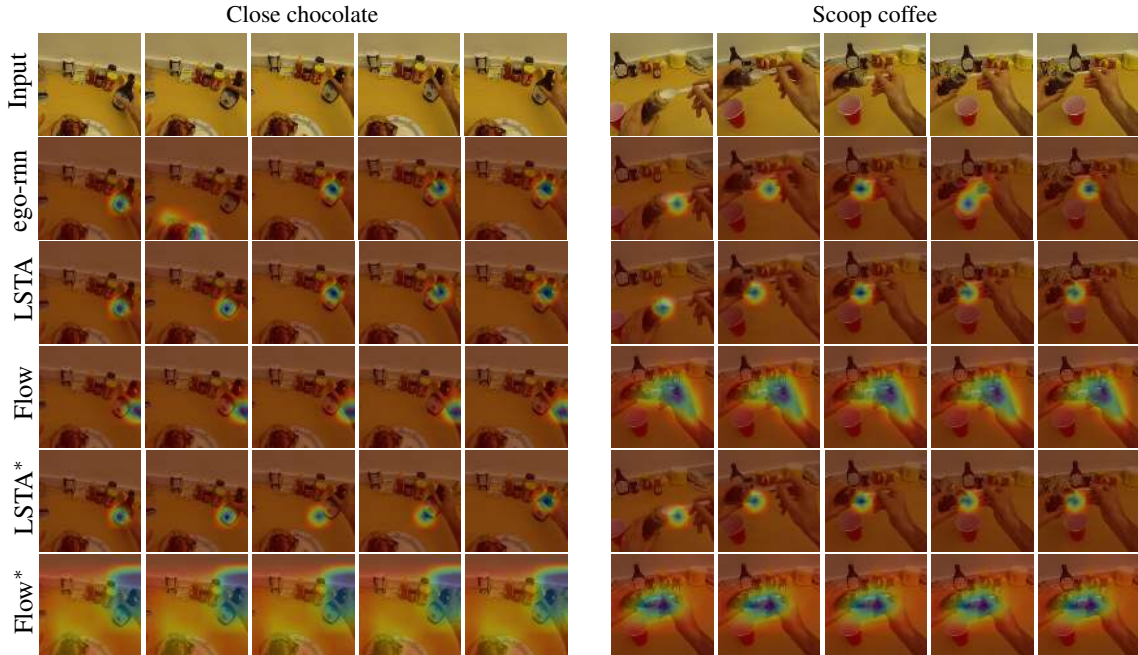 Close chocolate
Scoop coffee
Input
ego-rnn
LSTA
Flow
LSTA*
Flow*